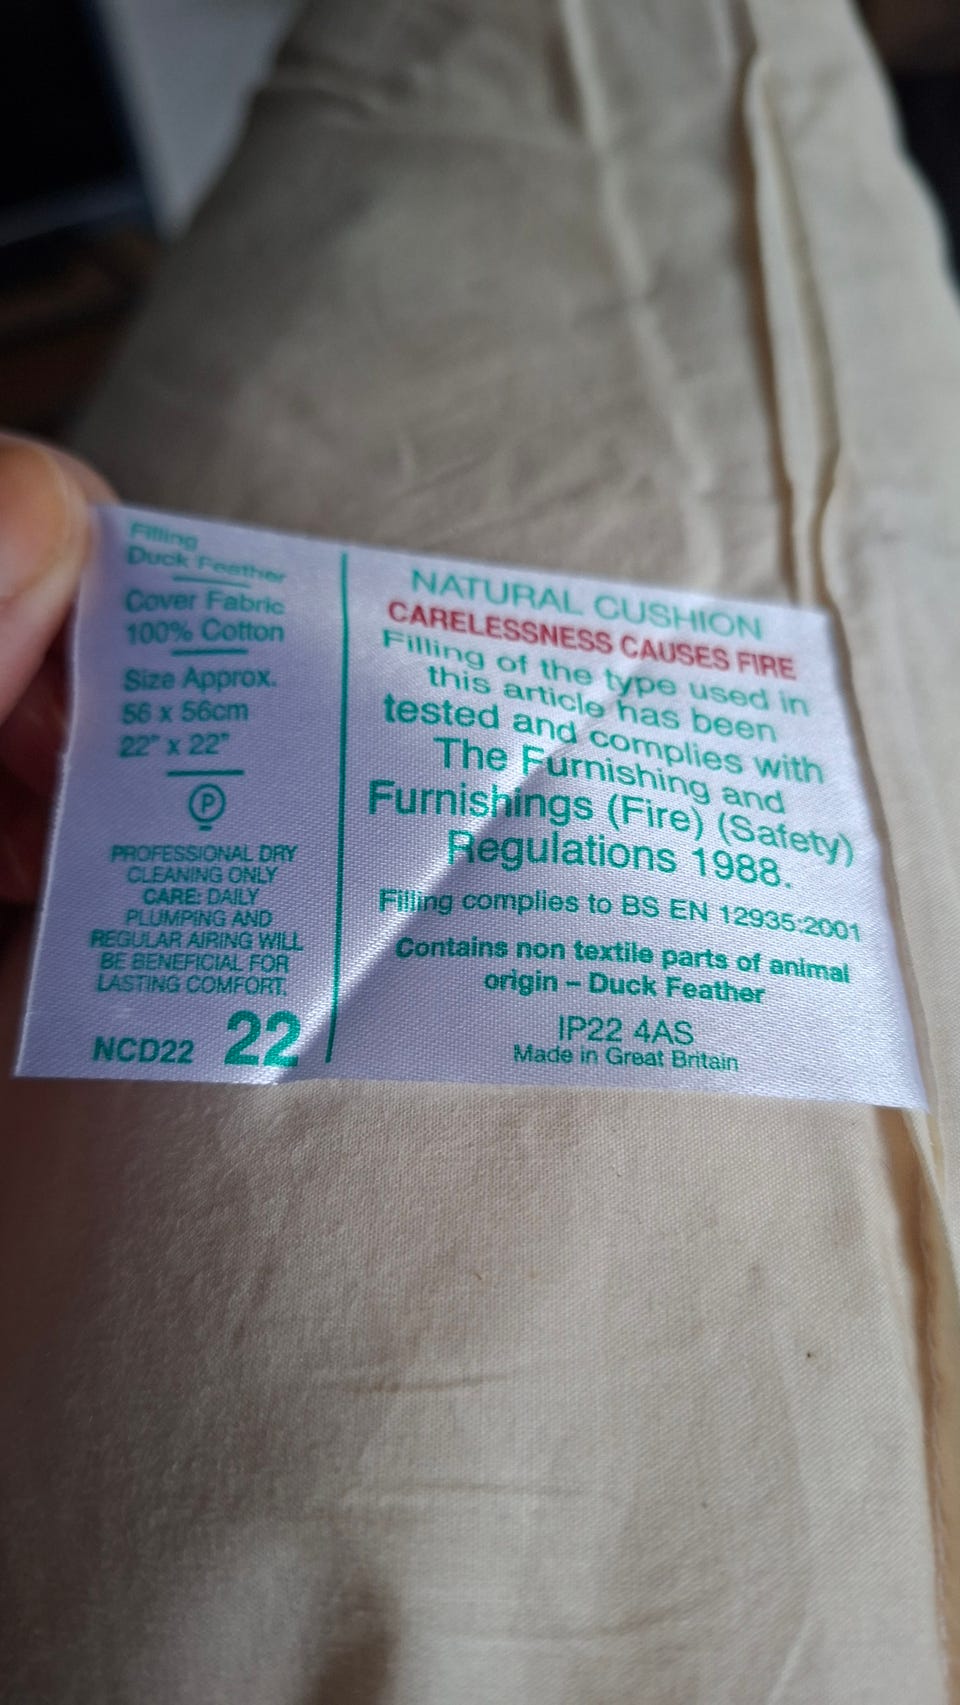 Filling
Duck Feather
Cover Fabric
100% Cotton
Size Approx.
56 x 56cm
22" x 22"
P
PROFESSIONAL DRY
CLEANING ONLY
CARE: DAILY
PLUMPING AND
REGULAR AIRING WILL
BE BENEFICIAL FOR
LASTING COMFORT.
NCD22 22
NATURAL CUSHION
CARELESSNESS CAUSES FIRE
Filling of the type used in
this article has been
tested and complies with
The Furnishing and
Furnishings (Fire) (Safety)
Regulations 1988.
Filling complies to BS EN 12935:2001
Contains non textile parts of animal
origin – Duck Feather
IP22 4AS
Made in Great Britain